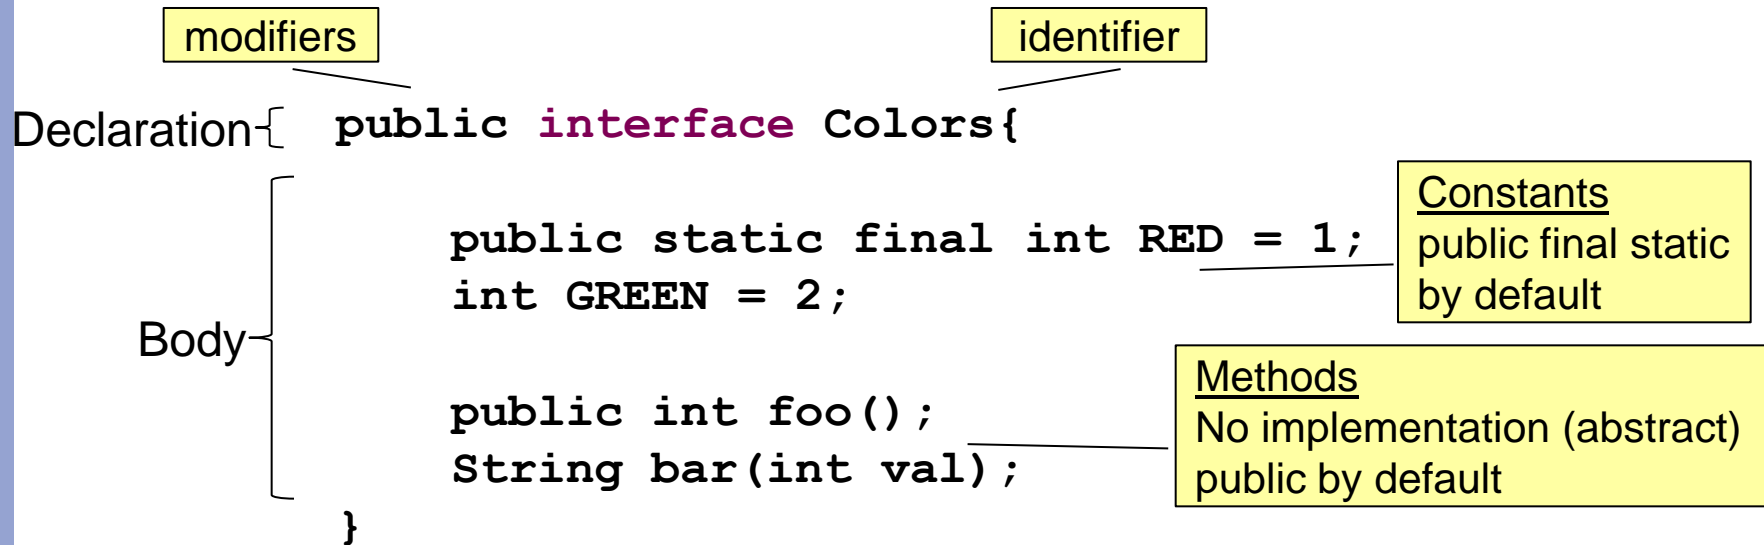 modifiers
identifier
Declaration
public interface Colors{
Constants
public final static
by default
public static final int RED = 1;
int GREEN = 2;
Body
Methods
No implementation (abstract)
public by default
public int foo();
String bar(int val);
}